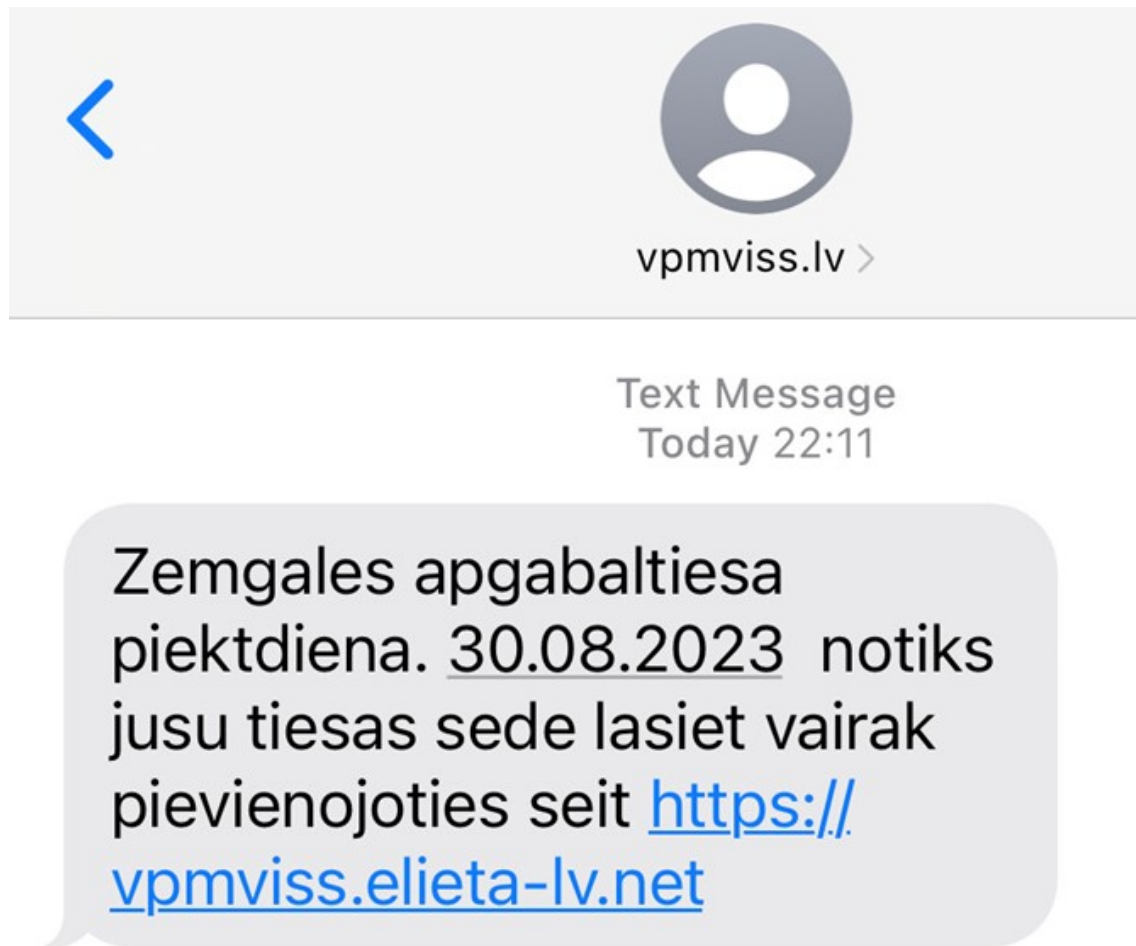 vpmviss.lv
Text Message
Today 22:11
Zemgales apgabaltiesa
piektdiena. 30.08.2023 notiks
jusu tiesas sede lasiet vairak
pievienojoties seit https://
vpmviss.elieta-lv.net